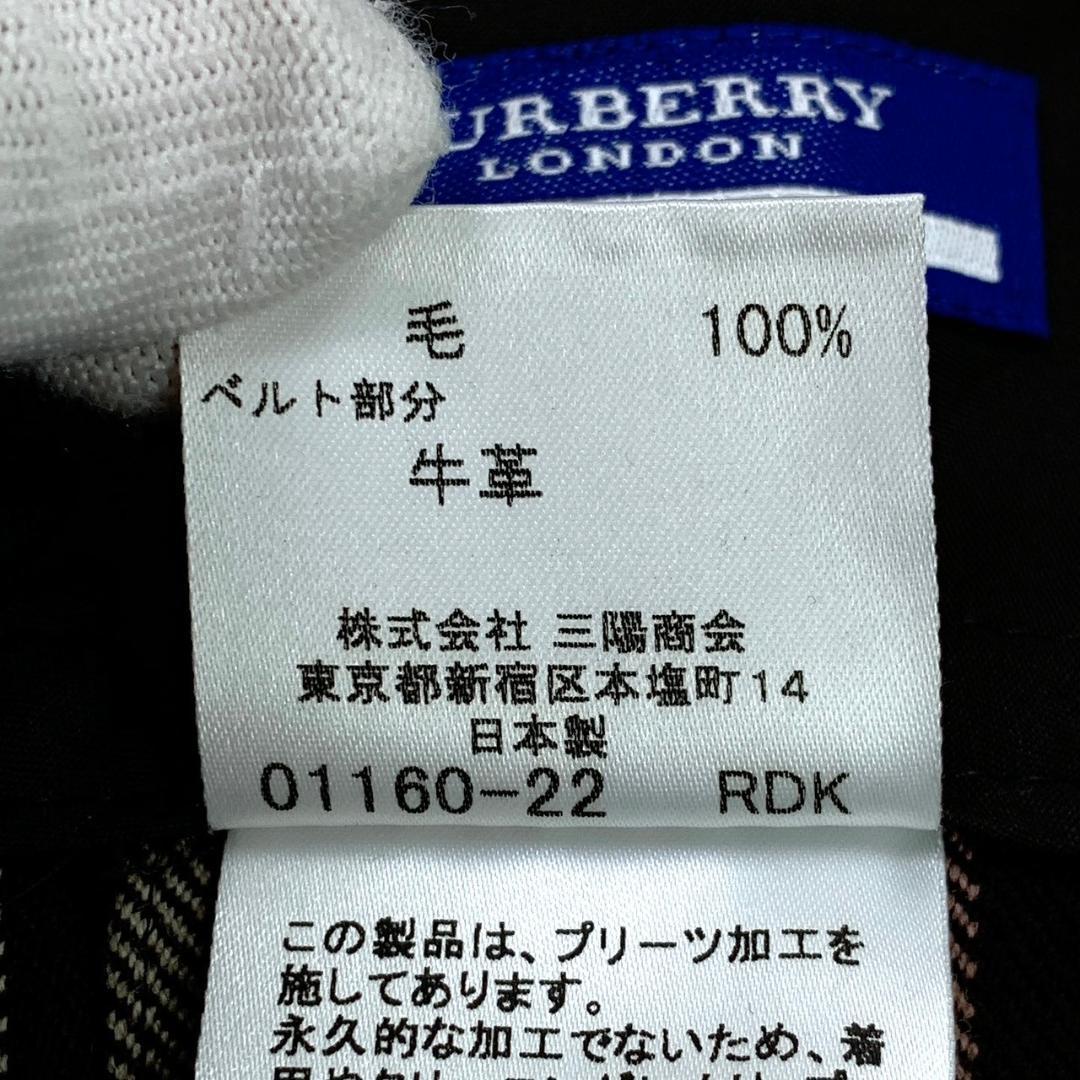 URBERRY
LONDON
毛 100%
ベルト部分
牛革
株式会社 三陽商会
東京都新宿区本塩町14
日本製
01160-22 RDK
この製品は、プリーツ加工を
施してあります。
永久的な加工でないため、着